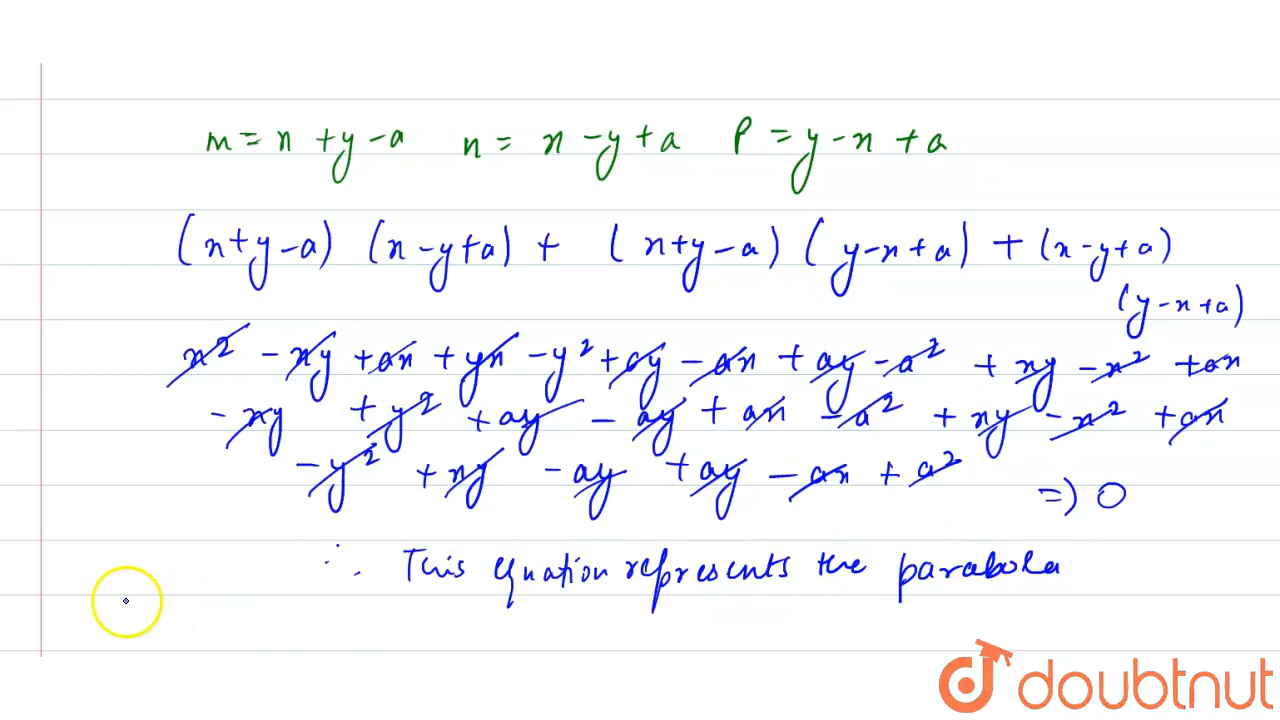 m = x + y - a   n = x - y + a   P = y - x + a
(x + y - a) (x - y + a) + (x + y - a) (y - x + a) + (x - y + a)
(y - x + a)
x² - xy + ax + yx - y² + ay - ax + ay - a² + xy - x² + ax
- xy + y² + ay - ay + ax - a² + xy - x² + ax
- y² + xy - ay + ay - ax + a² => 0
∴ This equation represents the parabola
doubtnut